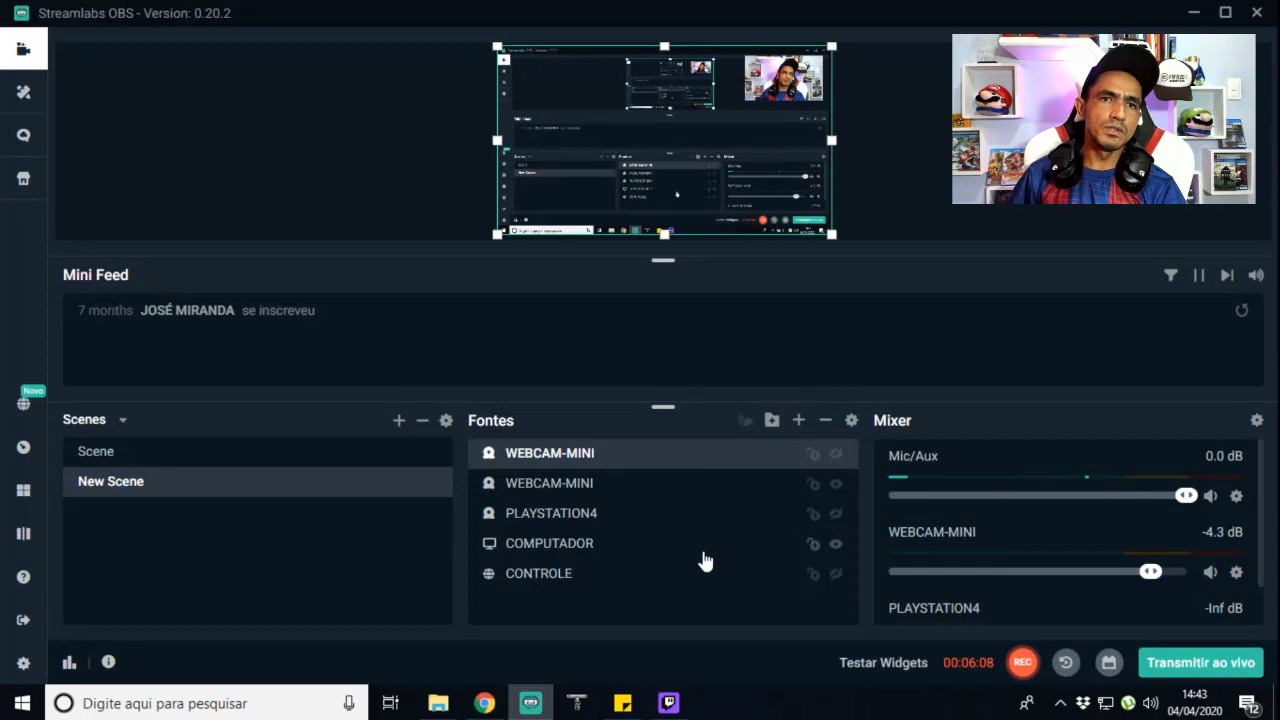 Streamlabs OBS - Version: 0.20.2
Mini Feed
7 months JOSÉ MIRANDA se inscreveu
Novo
Scenes
Scene
New Scene
Fontes
WEBCAM-MINI
WEBCAM-MINI
PLAYSTATION4
COMPUTADOR
CONTROLE
Mixer
Mic/Aux 0.0 dB
WEBCAM-MINI -4.3 dB
PLAYSTATION4 -Inf dB
Testar Widgets 00:06:08 REC Transmitir ao vivo
Digite aqui para pesquisar
14:43
04/04/2020
12